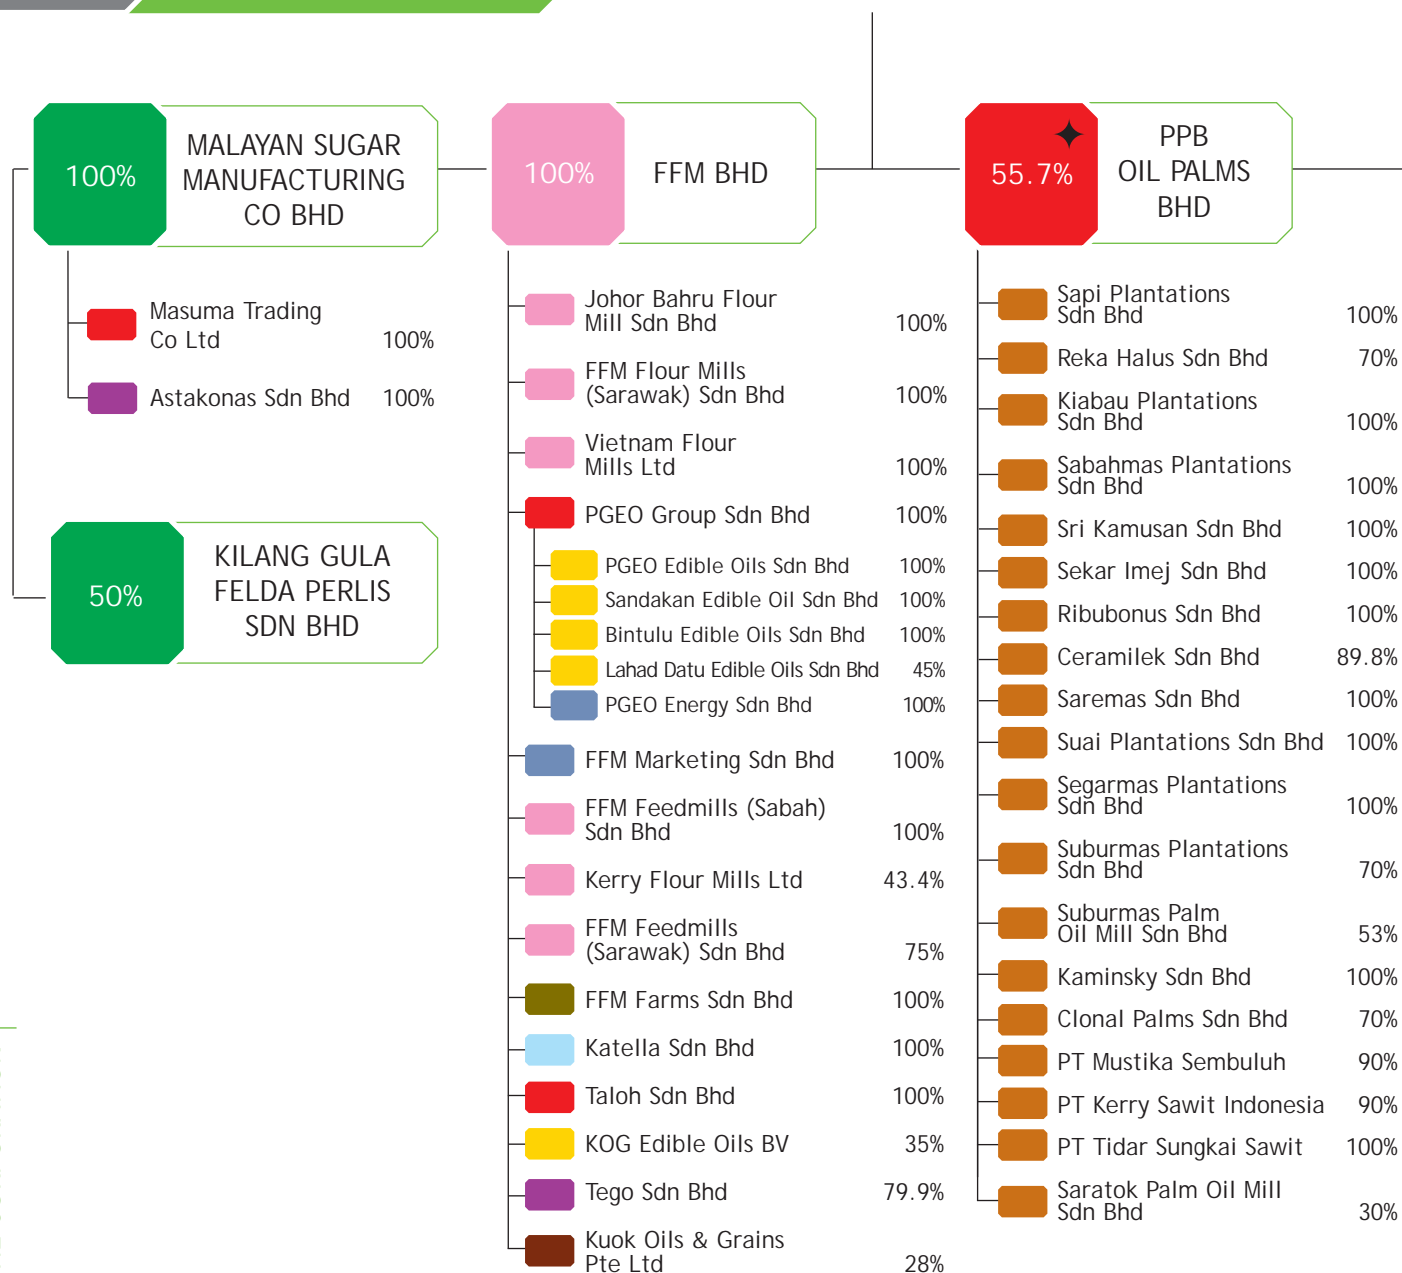 100%
MALAYAN SUGAR
MANUFACTURING
CO BHD
Masuma Trading
Co Ltd 100%
Astakonas Sdn Bhd 100%
50%
KILANG GULA
FELDA PERLIS
SDN BHD
100%
FFM BHD
Johor Bahru Flour
Mill Sdn Bhd 100%
FFM Flour Mills
(Sarawak) Sdn Bhd 100%
Vietnam Flour
Mills Ltd 100%
PGEO Group Sdn Bhd 100%
PGEO Edible Oils Sdn Bhd 100%
Sandakan Edible Oil Sdn Bhd 100%
Bintulu Edible Oils Sdn Bhd 100%
Lahad Datu Edible Oils Sdn Bhd 45%
PGEO Energy Sdn Bhd 100%
FFM Marketing Sdn Bhd 100%
FFM Feedmills (Sabah)
Sdn Bhd 100%
Kerry Flour Mills Ltd 43.4%
FFM Feedmills
(Sarawak) Sdn Bhd 75%
FFM Farms Sdn Bhd 100%
Katella Sdn Bhd 100%
Taloh Sdn Bhd 100%
KOG Edible Oils BV 35%
Tego Sdn Bhd 79.9%
Kuok Oils & Grains
Pte Ltd 28%
55.7%
PPB
OIL PALMS
BHD
Sapi Plantations
Sdn Bhd 100%
Reka Halus Sdn Bhd 70%
Kiabau Plantations
Sdn Bhd 100%
Sabahmas Plantations
Sdn Bhd 100%
Sri Kamusan Sdn Bhd 100%
Sekar Imej Sdn Bhd 100%
Ribubonus Sdn Bhd 100%
Ceramilek Sdn Bhd 89.8%
Saremas Sdn Bhd 100%
Suai Plantations Sdn Bhd 100%
Segarmas Plantations
Sdn Bhd 100%
Suburmas Plantations
Sdn Bhd 70%
Suburmas Palm
Oil Mill Sdn Bhd 53%
Kaminsky Sdn Bhd 100%
Clonal Palms Sdn Bhd 70%
PT Mustika Sembuluh 90%
PT Kerry Sawit Indonesia 90%
PT Tidar Sungkai Sawit 100%
Saratok Palm Oil Mill
Sdn Bhd 30%